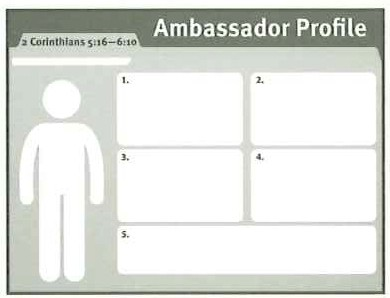 Ambassador Profile
2 Corinthians 5:16—6:10
1.
2.
3.
4.
5.